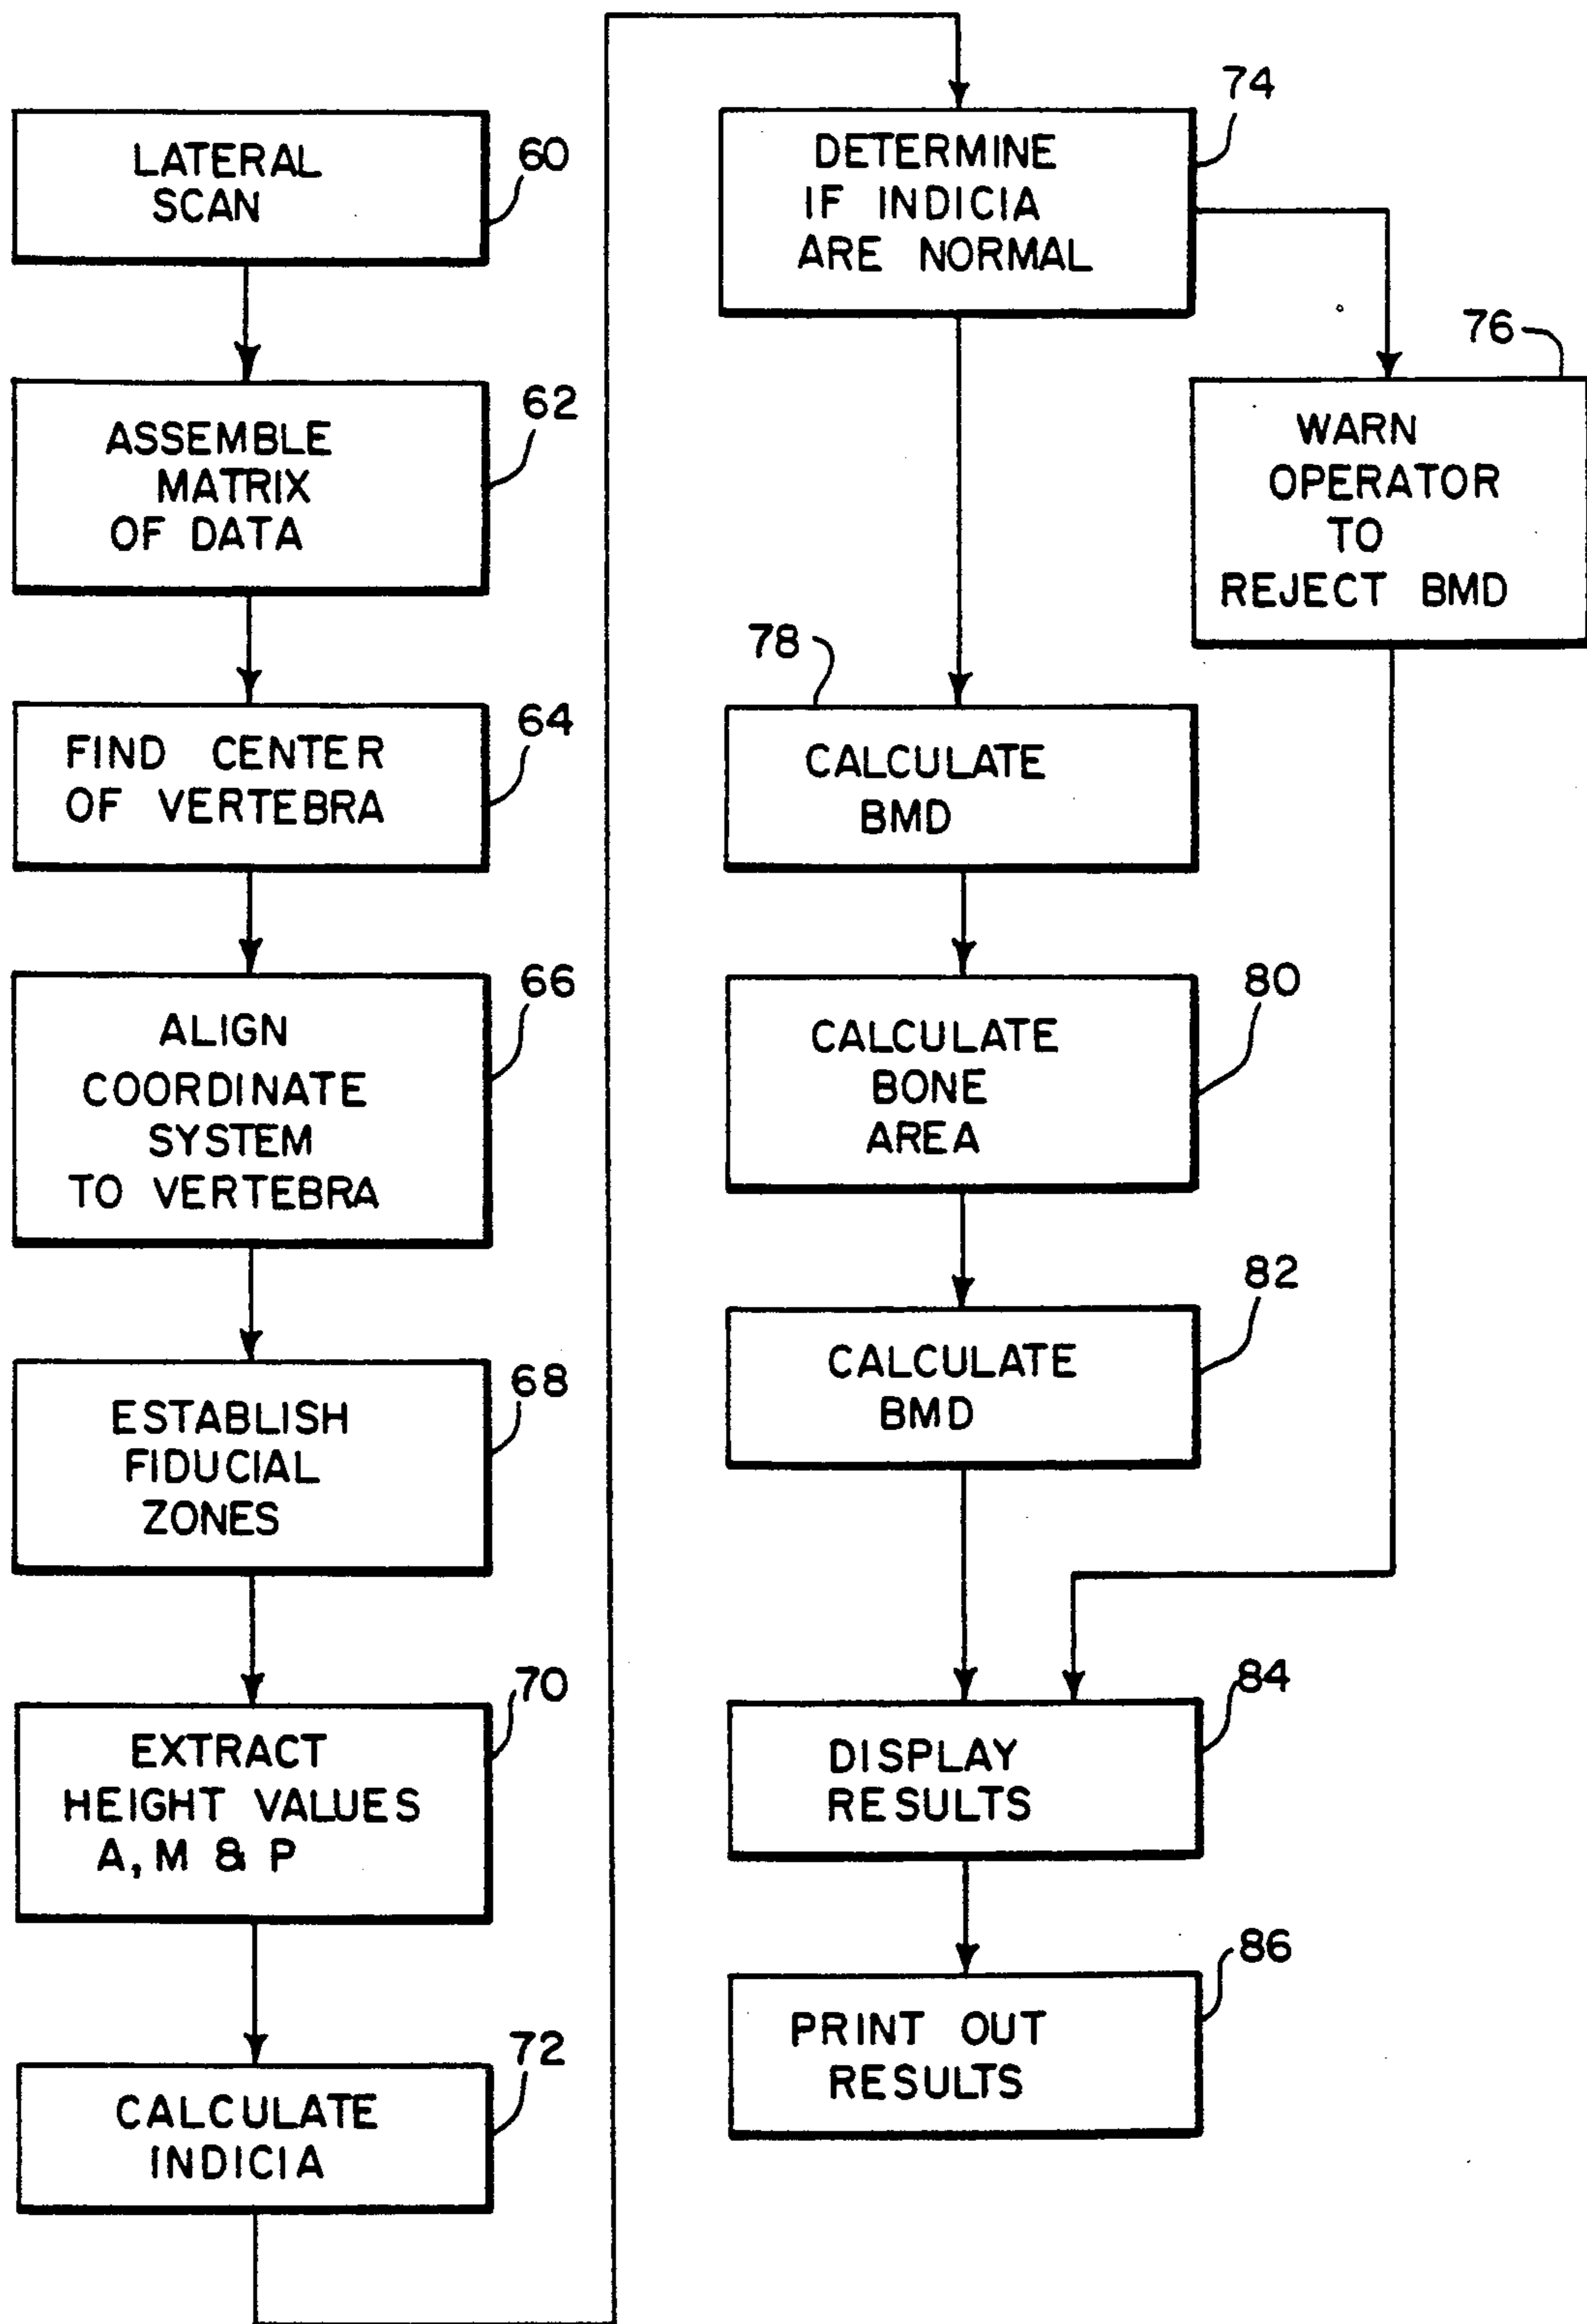 LATERAL
SCAN
60
ASSEMBLE
MATRIX
OF DATA
62
FIND CENTER
OF VERTEBRA
64
ALIGN
COORDINATE
SYSTEM
TO VERTEBRA
66
ESTABLISH
FIDUCIAL
ZONES
68
EXTRACT
HEIGHT VALUES
A, M & P
70
CALCULATE
INDICIA
72
DETERMINE
IF INDICIA
ARE NORMAL
74
WARN
OPERATOR
TO
REJECT BMD
76
CALCULATE
BMD
78
CALCULATE
BONE
AREA
80
CALCULATE
BMD
82
DISPLAY
RESULTS
84
PRINT OUT
RESULTS
86